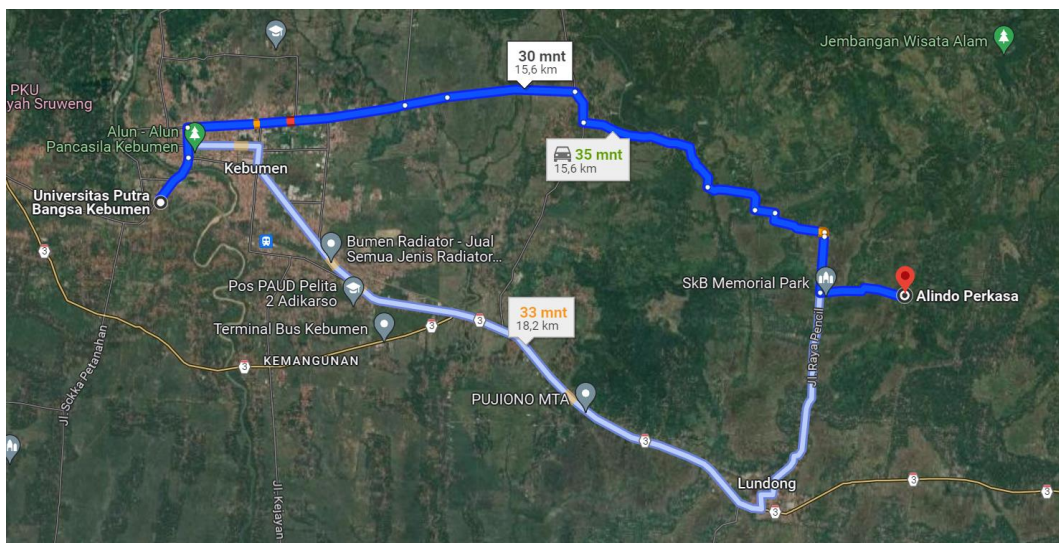 30 mnt
15,6 km
Jembangan Wisata Alam
PKU
yah Sruweng
Alun - Alun
Pancasila Kebumen
35 mnt
15,6 km
Kebumen
Universitas Putra
Bangsa Kebumen
3
Bumen Radiator - Jual
Semua Jenis Radiator...
SkB Memorial Park
Alindo Perkasa
Pos PAUD Pelita
2 Adikarso
33 mnt
18,2 km
Terminal Bus Kebumen
3
3
KEMANGUNAN
3
Jl. Sokka Petanahan
Jl. Raya Pencil
PUJIONO MTA
3
Lundong
3
3
3
Jl. Kejayan